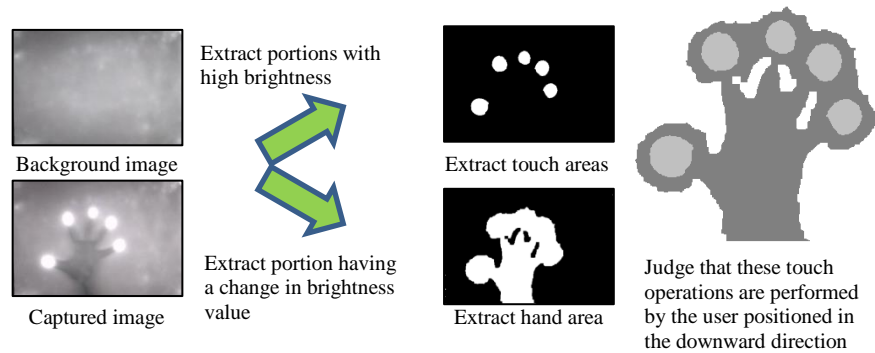 Extract portions with
high brightness
Background image
Extract touch areas
Extract portion having
a change in brightness
value
Captured image
Extract hand area
Judge that these touch
operations are performed
by the user positioned in
the downward direction